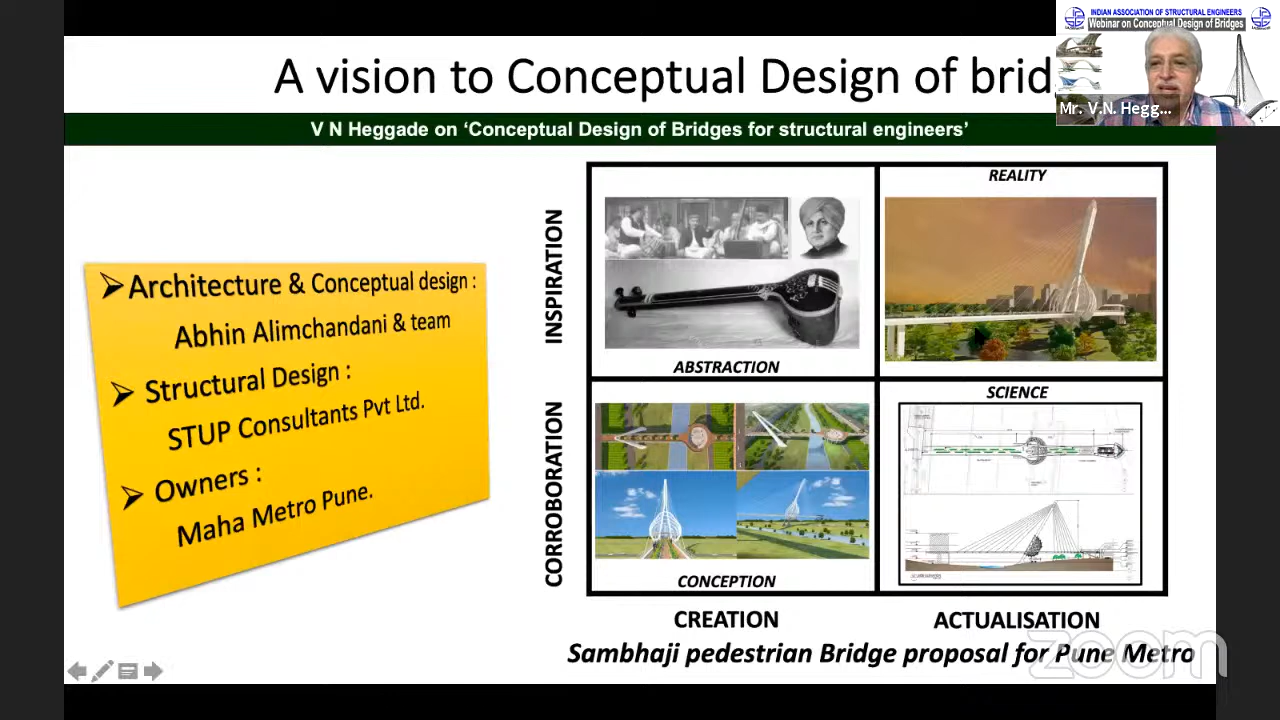 INDIAN ASSOCIATION OF STRUCTURAL ENGINEERS
Webinar on Conceptual Design of Bridges
Mr. V.N. Hegg...
A vision to Conceptual Design of brid
V N Heggade on ‘Conceptual Design of Bridges for structural engineers’
➢Architecture & Conceptual design :
Abhin Alimchandani & team
➢ Structural Design :
STUP Consultants Pvt Ltd.
➢ Owners :
Maha Metro Pune.
INSPIRATION
CORROBORATION
ABSTRACTION
REALITY
CONCEPTION
SCIENCE
CREATION
ACTUALISATION
Sambhaji pedestrian Bridge proposal for Pune Metro
zoom